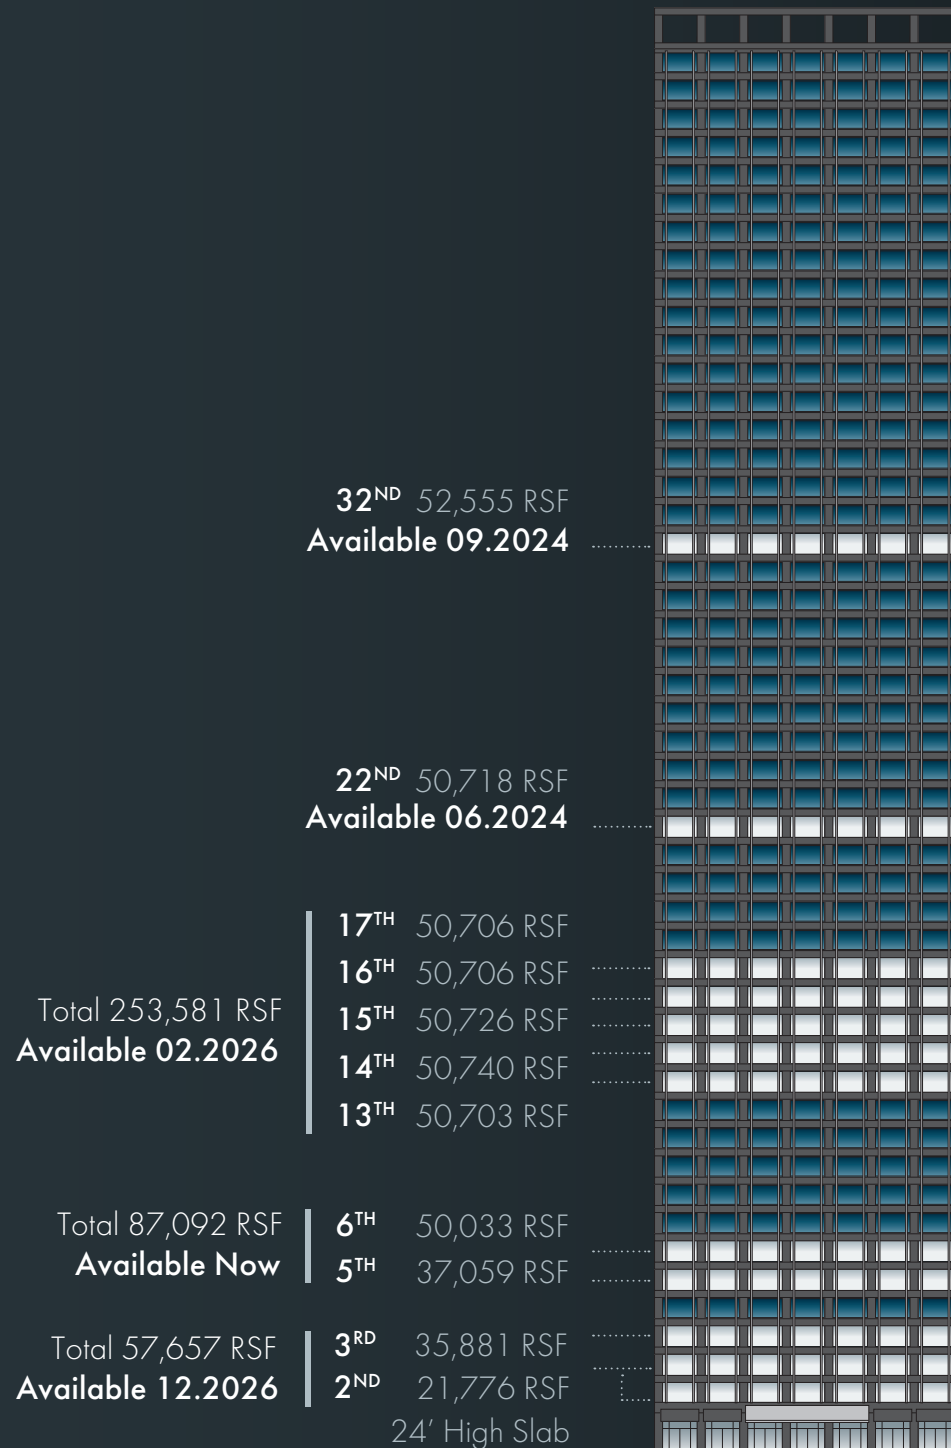 32ND 52,555 RSF
Available 09.2024
22ND 50,718 RSF
Available 06.2024
17TH 50,706 RSF
16TH 50,706 RSF
15TH 50,726 RSF
14TH 50,740 RSF
13TH 50,703 RSF
Total 253,581 RSF
Available 02.2026
6TH 50,033 RSF
5TH 37,059 RSF
Total 87,092 RSF
Available Now
3RD 35,881 RSF
2ND 21,776 RSF
24′ High Slab
Total 57,657 RSF
Available 12.2026